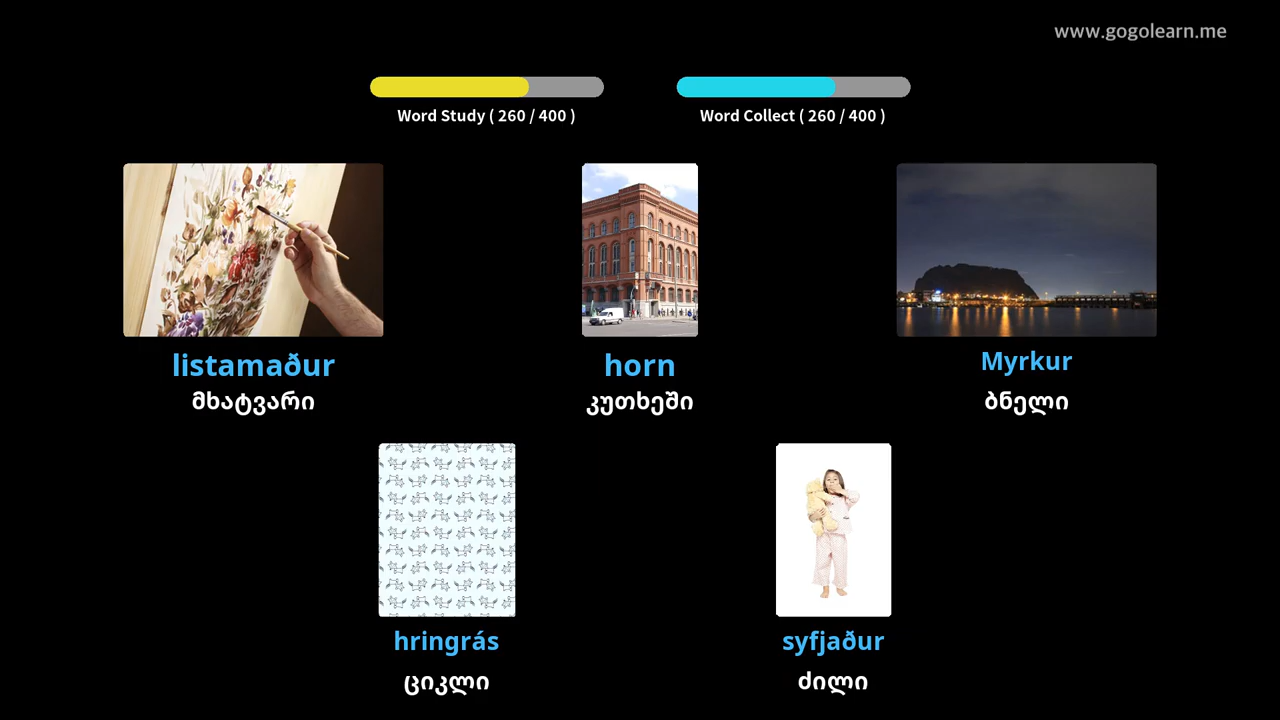 www.gogolearn.me
Word Study ( 260 / 400 )
Word Collect ( 260 / 400 )
listamaður
მხატვარი
horn
კუთხეში
Myrkur
ბნელი
hringrás
ციკლი
syfjaður
ძილი